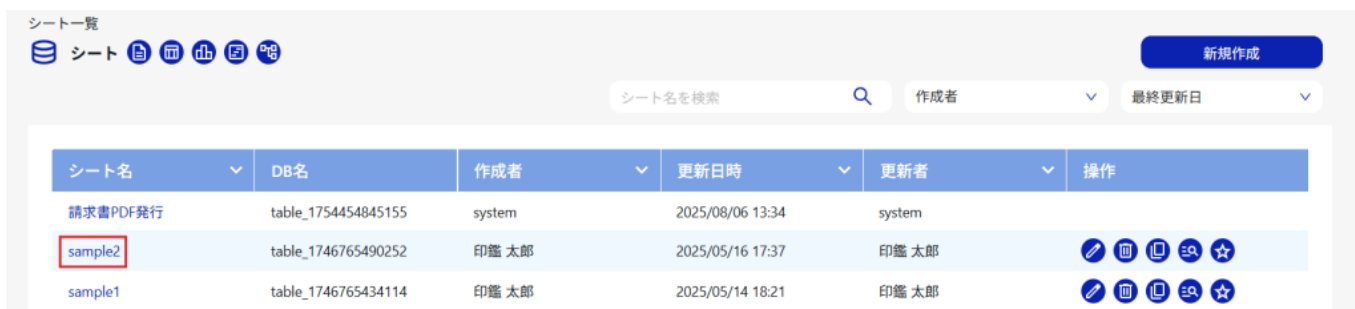 シート一覧
シート
新規作成
シート名を検索 作成者 最終更新日
シート名 DB名 作成者 更新日時 更新者 操作
請求書PDF発行 table_1754454845155 system 2025/08/06 13:34 system
sample2 table_1746765490252 印鑑 太郎 2025/05/16 17:37 印鑑 太郎
sample1 table_1746765434114 印鑑 太郎 2025/05/14 18:21 印鑑 太郎